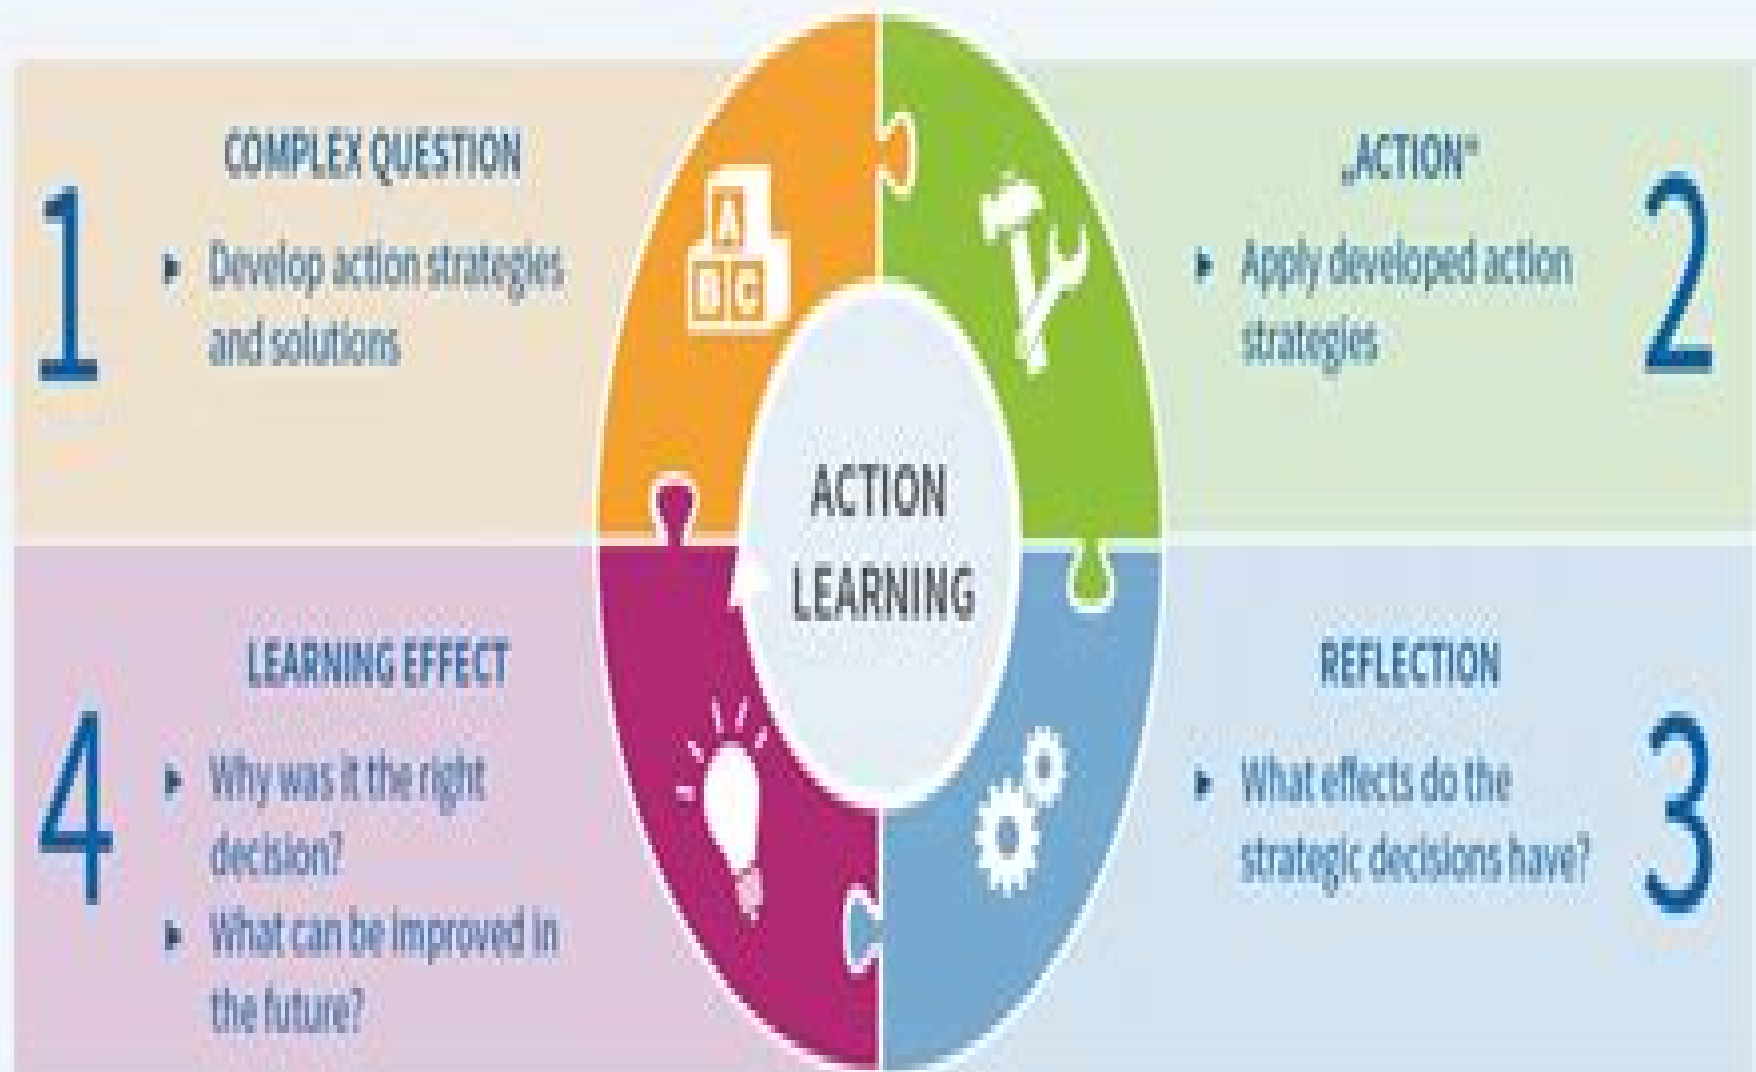 1
COMPLEX QUESTION
▸ Develop action strategies
and solutions
„ACTION“
▸ Apply developed action
strategies
2
A
B C
ACTION
LEARNING
REFLECTION
▸ What effects do the
strategic decisions have?
3
4
LEARNING EFFECT
▸ Why was it the right
decision?
▸ What can be improved in
the future?